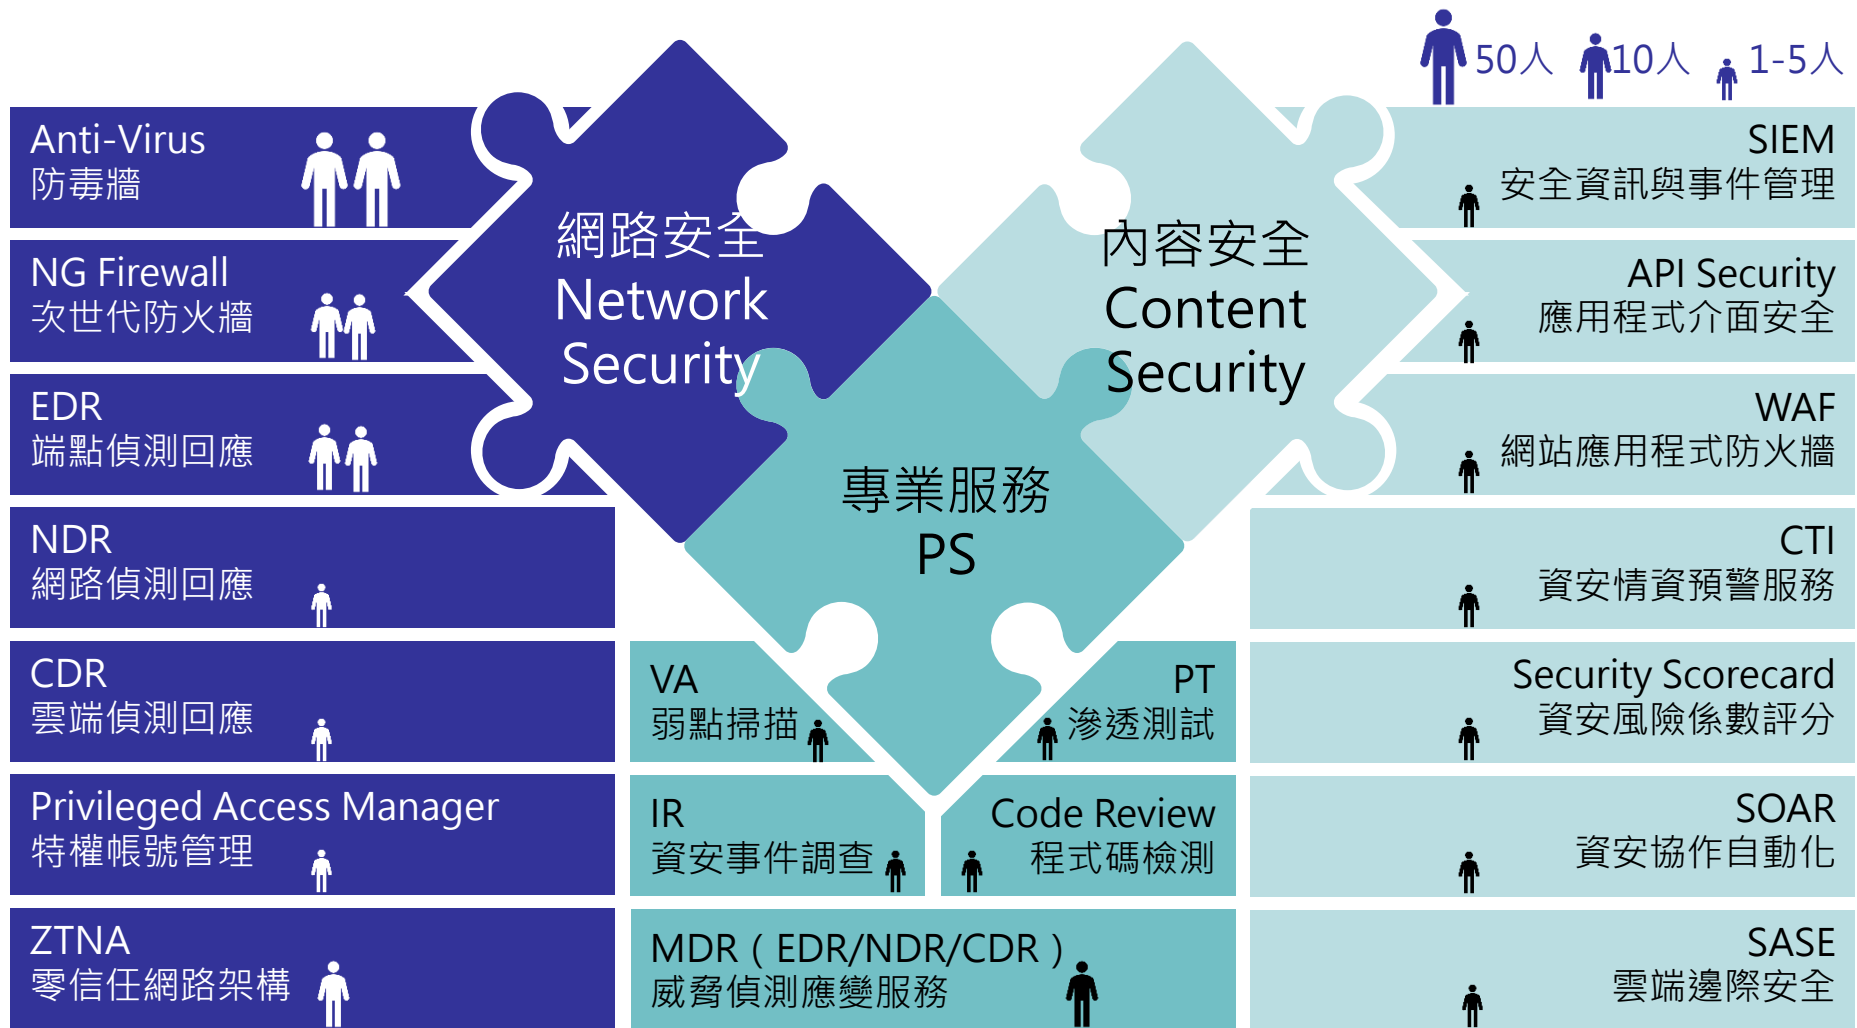 50人 10人 1-5人
Anti-Virus
防毒牆
NG Firewall
次世代防火牆
EDR
端點偵測回應
NDR
網路偵測回應
CDR
雲端偵測回應
Privileged Access Manager
特權帳號管理
ZTNA
零信任網路架構
網路安全
Network
Security
內容安全
Content
Security
專業服務
PS
VA
弱點掃描
PT
滲透測試
IR
資安事件調查
Code Review
程式碼檢測
MDR ( EDR/NDR/CDR )
威脅偵測應變服務
SIEM
安全資訊與事件管理
API Security
應用程式介面安全
WAF
網站應用程式防火牆
CTI
資安情資預警服務
Security Scorecard
資安風險係數評分
SOAR
資安協作自動化
SASE
雲端邊際安全